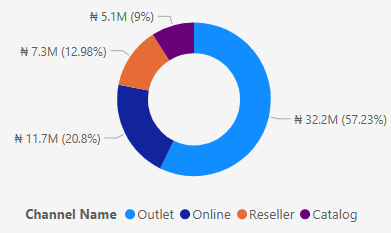 ₦ 5.1M (9%)
₦ 7.3M (12.98%)
₦ 32.2M (57.23%)
₦ 11.7M (20.8%)
Channel Name Outlet Online Reseller Catalog